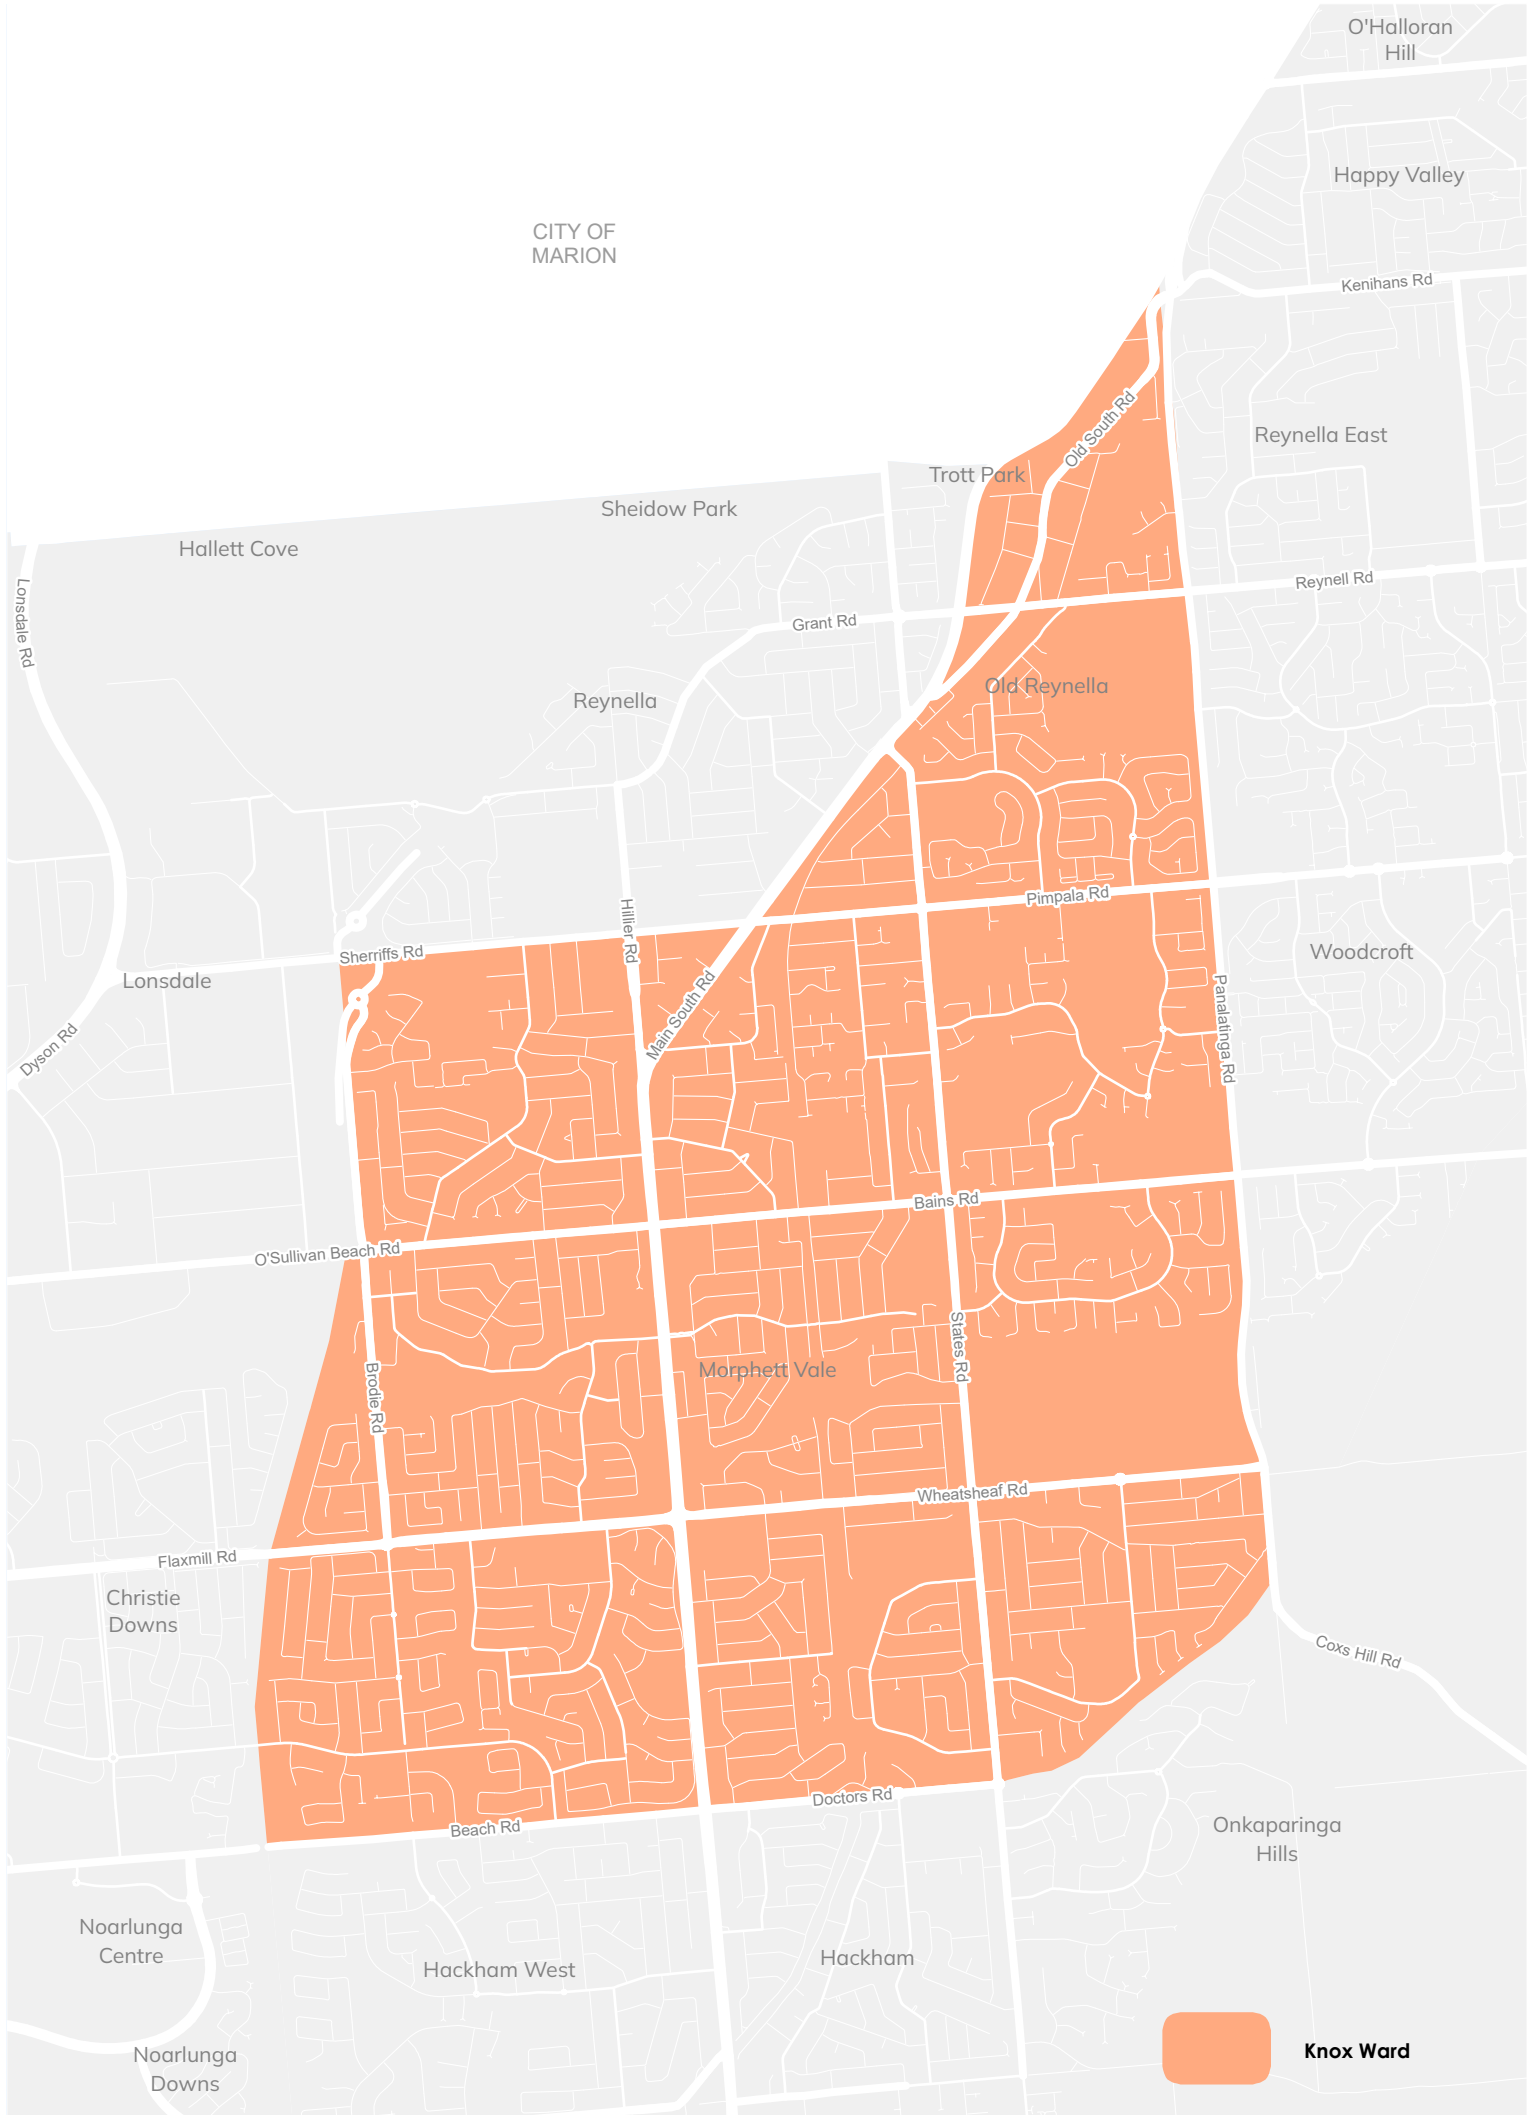 O'Halloran
Hill
Happy Valley
CITY OF
MARION
Kenihans Rd
Old South Rd
Reynella East
Trott Park
Sheidow Park
Hallett Cove
Lonsdale Rd
Reynell Rd
Grant Rd
Old Reynella
Reynella
Pimpala Rd
Hillier Rd
Sherriffs Rd
Woodcroft
Lonsdale
Main South Rd
Panalatinga Rd
Dyson Rd
Bains Rd
O'Sullivan Beach Rd
States Rd
Morphett Vale
Brodie Rd
Wheatsheaf Rd
Flaxmill Rd
Christie
Downs
Coxs Hill Rd
Doctors Rd
Beach Rd
Onkaparinga
Hills
Noarlunga
Centre
Hackham
Hackham West
Knox Ward
Noarlunga
Downs